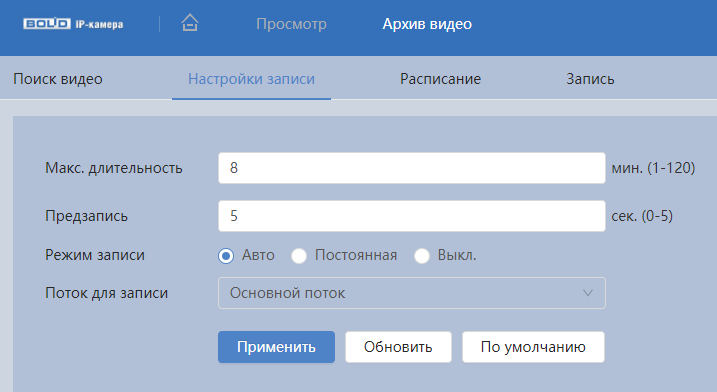 BOLID IP-камера Просмотр Архив видео
Поиск видео Настройки записи Расписание Запись
Макс. длительность 8 мин. (1-120)
Предзапись 5 сек. (0-5)
Режим записи Авто Постоянная Выкл.
Поток для записи Основной поток
Применить Обновить По умолчанию